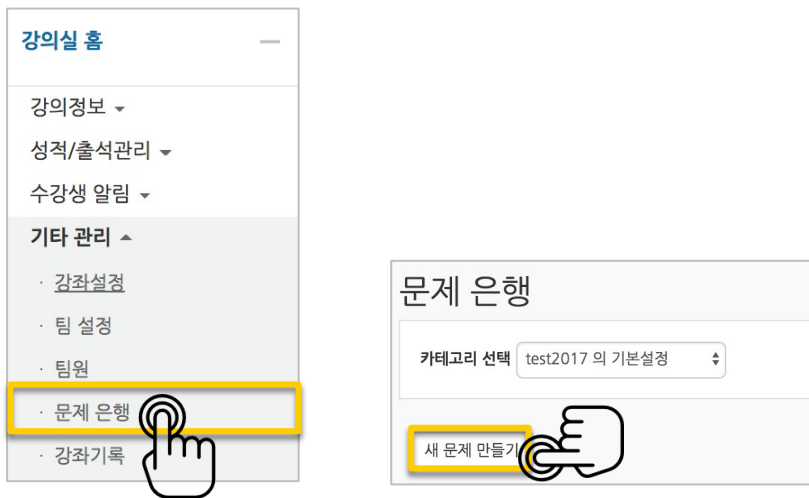 강의실 홈
강의정보
성적/출석관리
수강생 알림
기타 관리
· 강좌설정
· 팀 설정
· 팀원
· 문제 은행
· 강좌기록
문제 은행
카테고리 선택 test2017 의 기본설정
새 문제 만들기